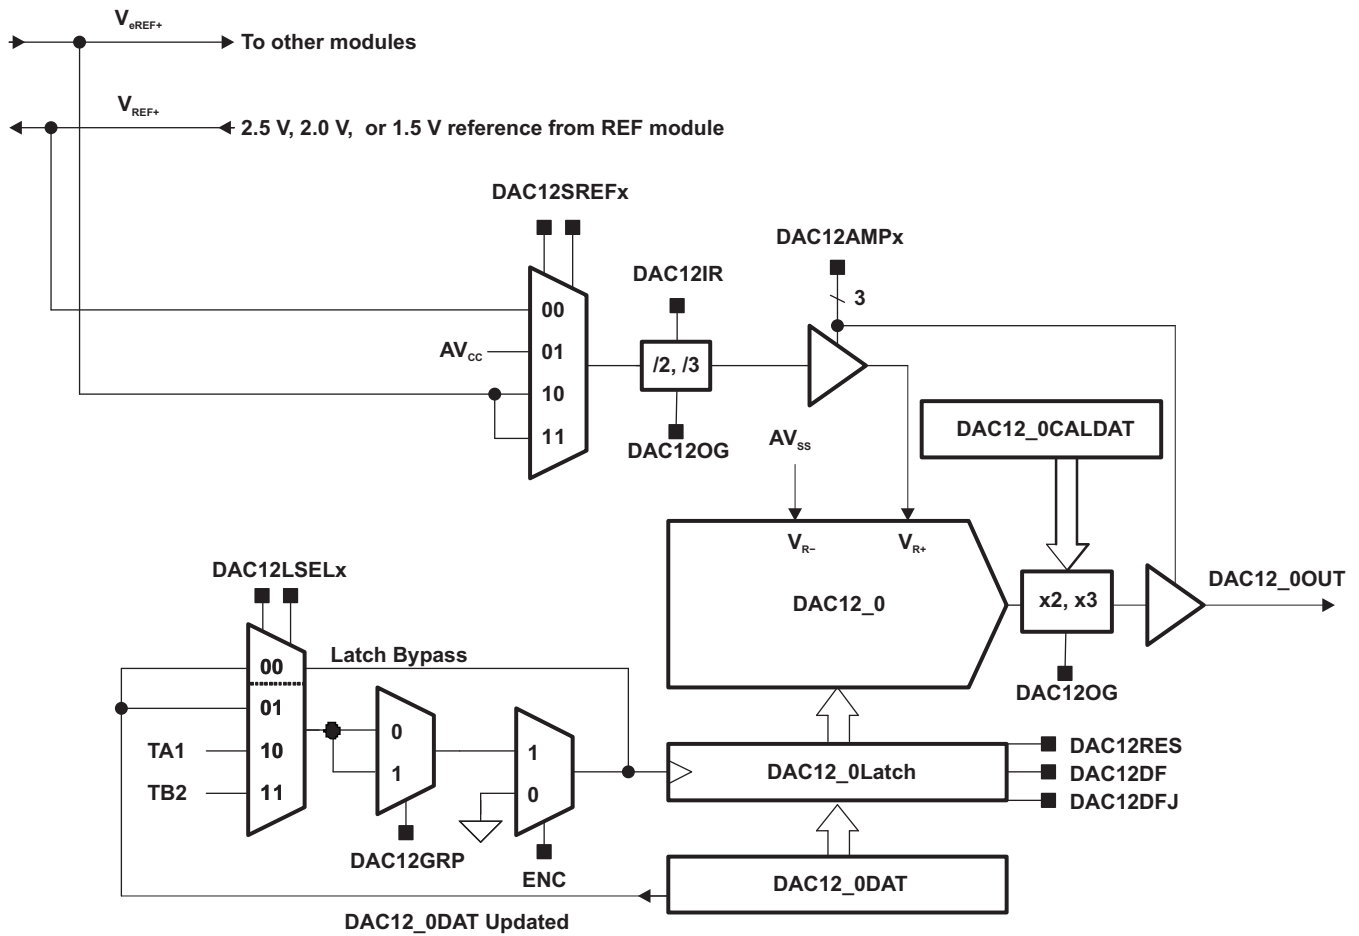 VeREF+
To other modules
VREF+
2.5 V, 2.0 V, or 1.5 V reference from REF module
DAC12SREFx
DAC12AMPx
DAC12IR
3
00
AVCC
01
/2, /3
10
11
DAC12OG
AVSS
DAC12_0CALDAT
VR−
VR+
DAC12LSELx
DAC12_0
x2, x3
DAC12_0OUT
00
Latch Bypass
DAC12OG
01
0
TA1
10
1
DAC12RES
1
DAC12_0Latch
DAC12DF
TB2
11
0
DAC12DFJ
DAC12GRP
ENC
DAC12_0DAT
DAC12_0DAT Updated